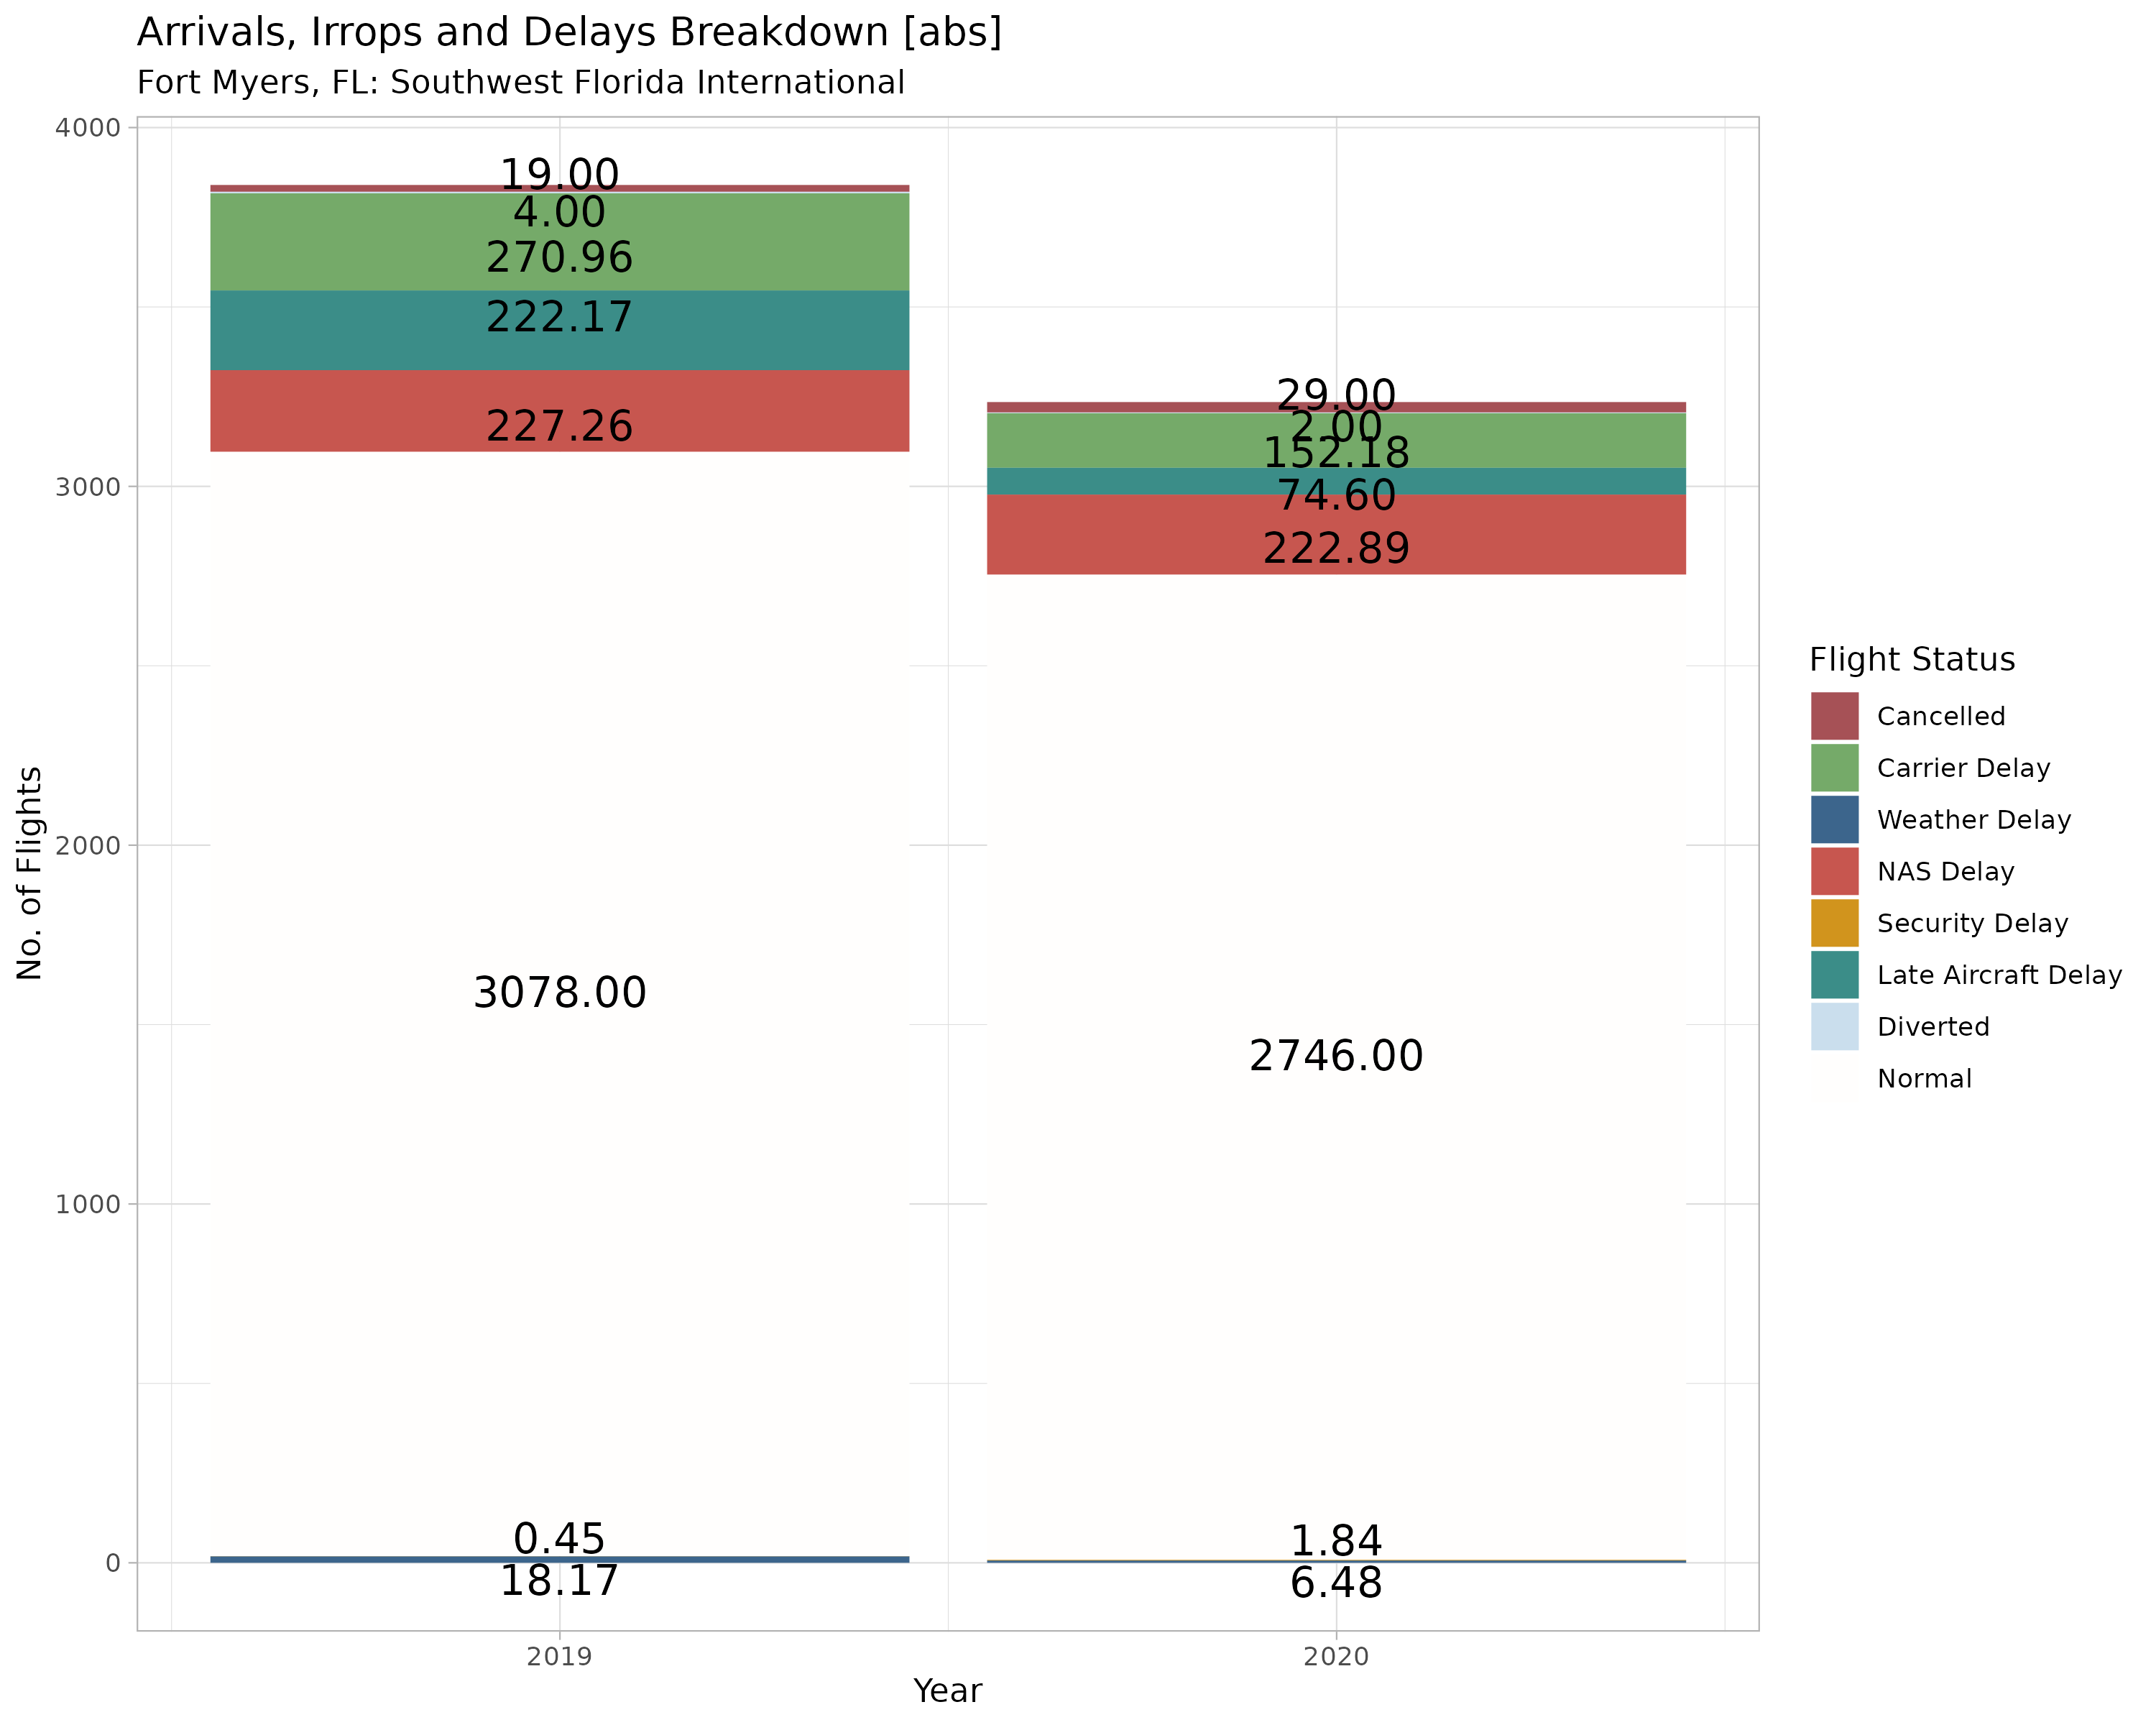 Arrivals, Irrops and Delays Breakdown [abs]
Fort Myers, FL: Southwest Florida International
4000
3000
2000
1000
0
No. of Flights
19.00
4.00
270.96
222.17
227.26
3078.00
0.45
18.17
29.00
2.00
152.18
74.60
222.89
2746.00
1.84
6.48
2019
2020
Year
Flight Status
Cancelled
Carrier Delay
Weather Delay
NAS Delay
Security Delay
Late Aircraft Delay
Diverted
Normal